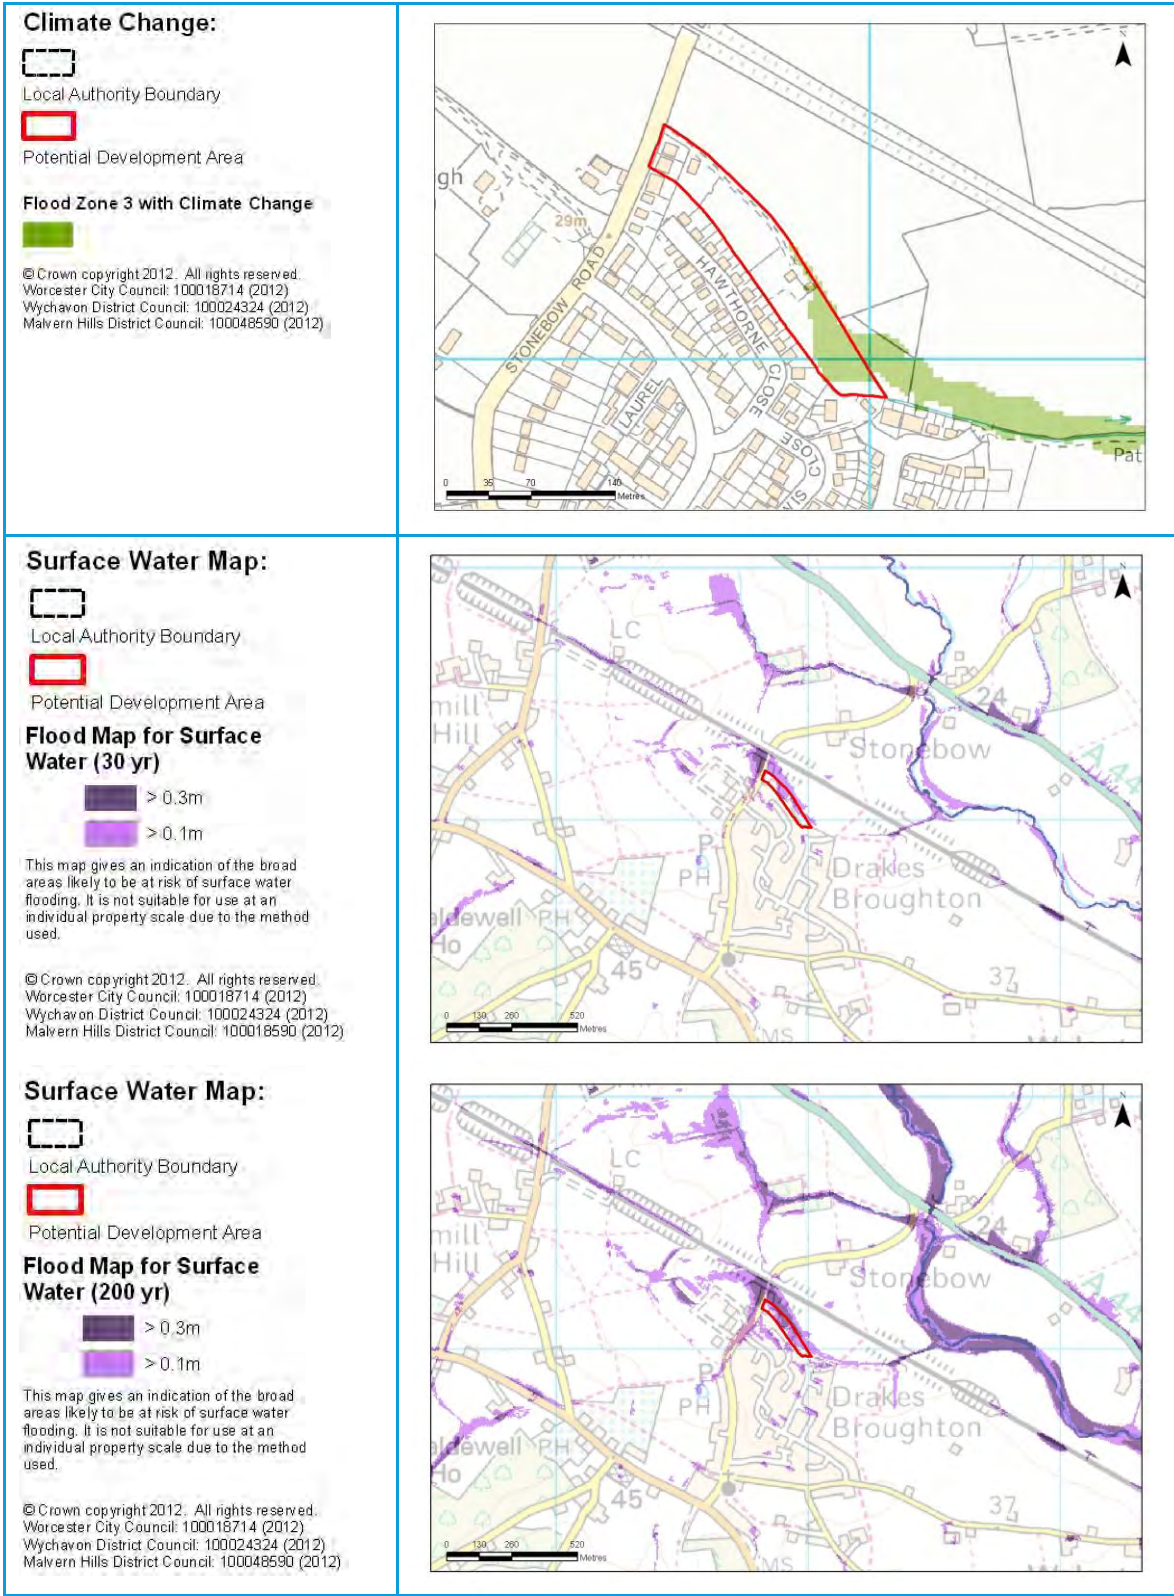 Climate Change:
Local Authority Boundary
Potential Development Area
Flood Zone 3 with Climate Change
© Crown copyright 2012. All rights reserved.
Worcester City Council: 100018714 (2012)
Wychavon District Council: 100024324 (2012)
Malvern Hills District Council: 100048590 (2012)
N
gh
29m
STONEBOW ROAD
HAWTHORNE CLOSE
LAUREL
CLOSE
Pat
0 35 70 140
Metres
Surface Water Map:
Local Authority Boundary
Potential Development Area
Flood Map for Surface
Water (30 yr)
> 0.3m
> 0.1m
This map gives an indication of the broad
areas likely to be at risk of surface water
flooding. It is not suitable for use at an
individual property scale due to the method
used.
© Crown copyright 2012. All rights reserved.
Worcester City Council: 100018714 (2012)
Wychavon District Council: 100024324 (2012)
Malvern Hills District Council: 100018590 (2012)
N
LC
mill
Hill
24
Stonebow
A 44
P
PH
Drakes
Broughton
aldewell
PH
Ho
45
37
MS
0 130 260 520
Metres
Surface Water Map:
Local Authority Boundary
Potential Development Area
Flood Map for Surface
Water (200 yr)
> 0.3m
> 0.1m
This map gives an indication of the broad
areas likely to be at risk of surface water
flooding. It is not suitable for use at an
individual property scale due to the method
used.
© Crown copyright 2012. All rights reserved.
Worcester City Council: 100018714 (2012)
Wychavon District Council: 100024324 (2012)
Malvern Hills District Council: 100048590 (2012)
N
LC
mill
Hill
24
Stonebow
A 44
P
PH
Drakes
Broughton
aldewell
PH
Ho
45
37
MS
0 130 260 520
Metres